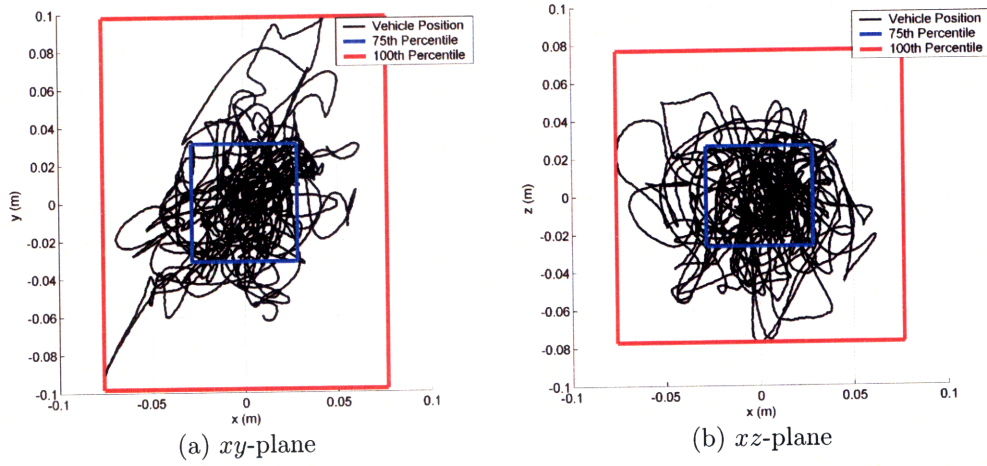 Vehicle Position
75th Percentile
100th Percentile
0.1
0.08
0.06
0.04
0.02
0
-0.02
-0.04
-0.06
-0.08
-0.1
y (m)
-0.1
-0.05
0
0.05
0.1
x (m)
(a) xy-plane
Vehicle Position
75th Percentile
100th Percentile
0.1
0.08
0.06
0.04
0.02
0
-0.02
-0.04
-0.06
-0.08
-0.1
z (m)
-0.1
-0.05
0
0.05
0.1
x (m)
(b) xz-plane